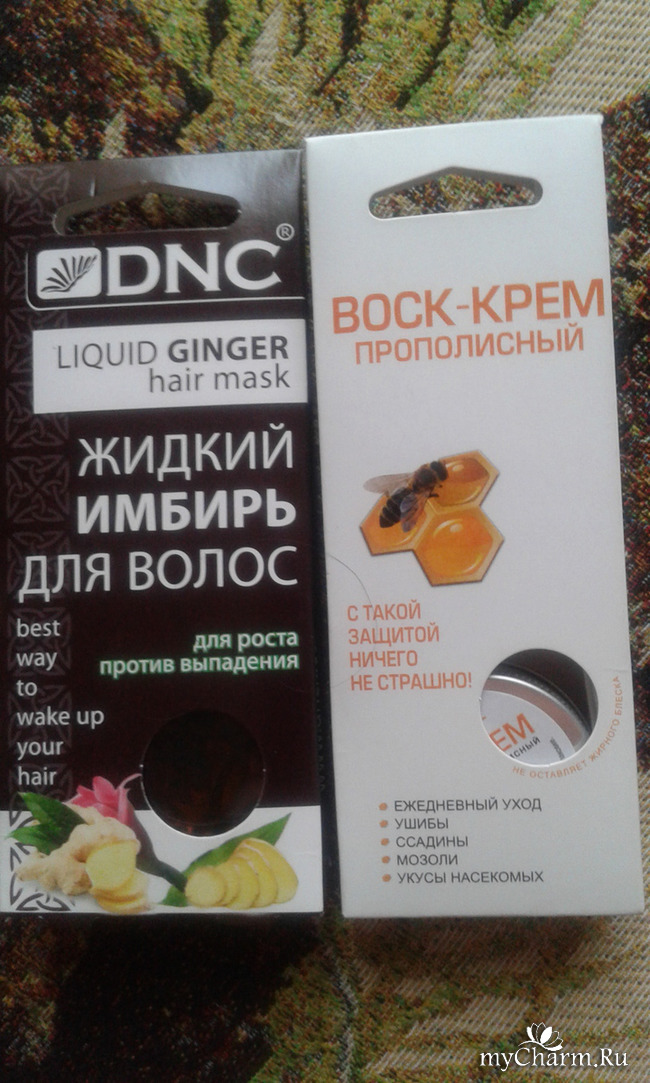 DNC®
LIQUID GINGER
hair mask
ЖИДКИЙ
ИМБИРЬ
ДЛЯ ВОЛОС
best
way
to
wake up
your
hair
для роста
против выпадения
ВОСК-КРЕМ
ПРОПОЛИСНЫЙ
С ТАКОЙ
ЗАЩИТОЙ
НИЧЕГО
НЕ СТРАШНО!
ЕМ
НЕ ОСТАВЛЯЕТ ЖИРНОГО БЛЕСКА
• ЕЖЕДНЕВНЫЙ УХОД
• УШИБЫ
• ССАДИНЫ
• МОЗОЛИ
• УКУСЫ НАСЕКОМЫХ
myCharm.Ru